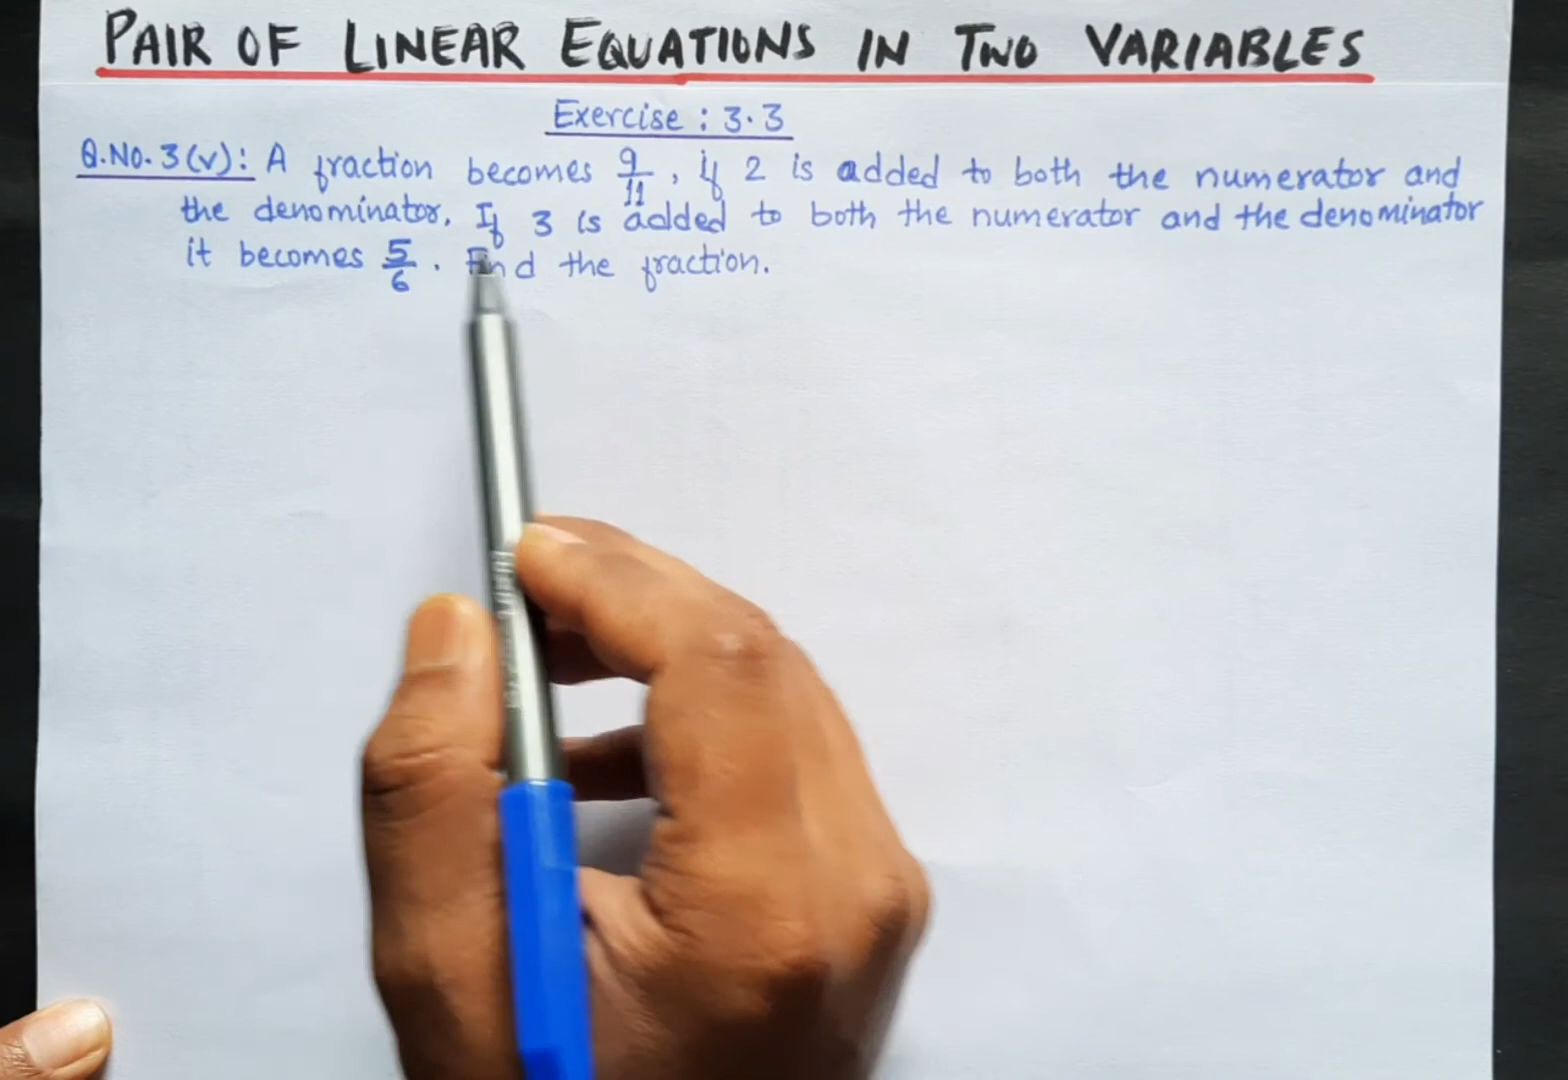 PAIR OF LINEAR EQUATIONS IN TWO VARIABLES
Exercise : 3.3
Q.No. 3(v): A fraction becomes 9/11, if 2 is added to both the numerator and
the denominator. If 3 is added to both the numerator and the denominator
it becomes 5/6. Find the fraction.